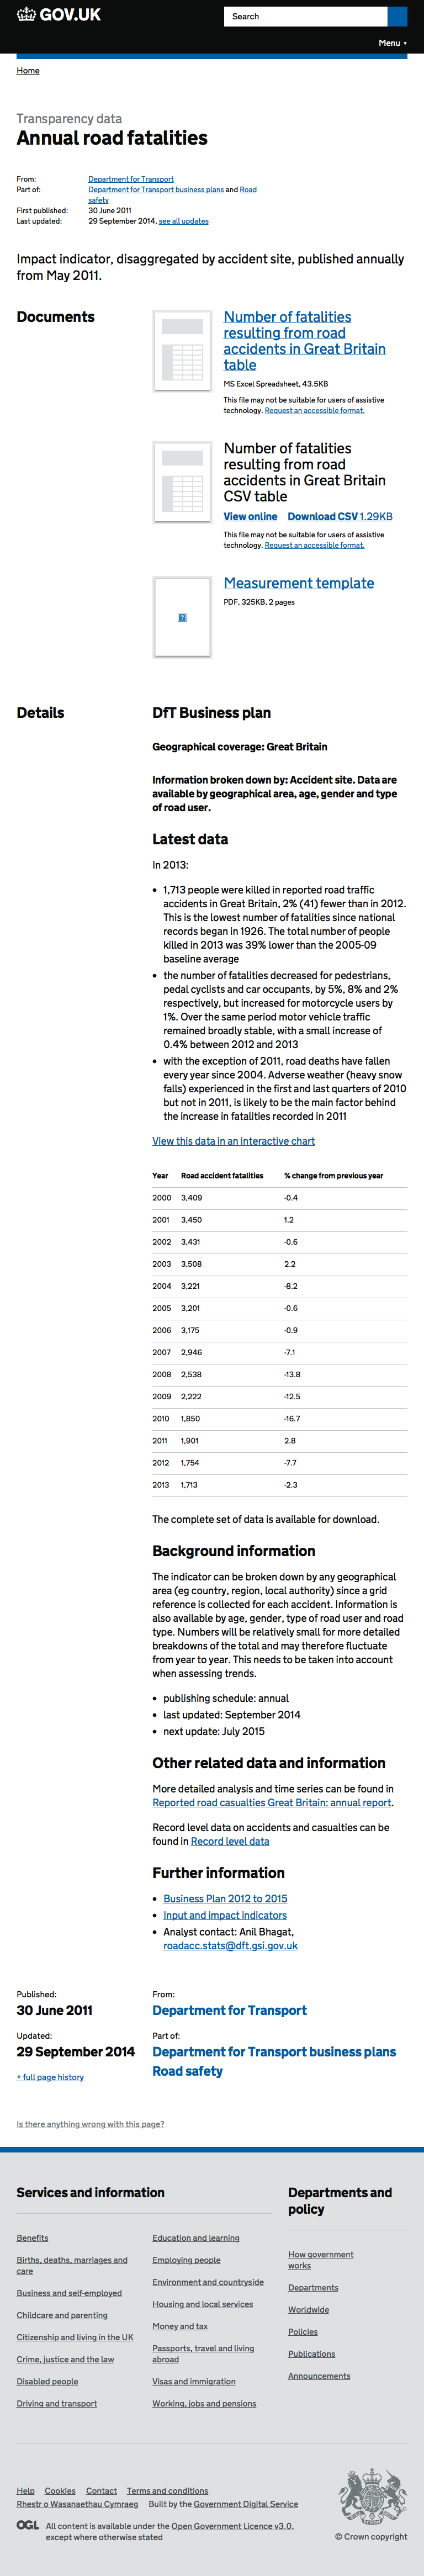 GOV.UK
Search
Menu
Home
Transparency data
Annual road fatalities
From: Department for Transport
Part of: Department for Transport business plans and Road
safety
First published: 30 June 2011
Last updated: 29 September 2014, see all updates
Impact indicator, disaggregated by accident site, published annually
from May 2011.
Documents
Number of fatalities
resulting from road
accidents in Great Britain
table
MS Excel Spreadsheet, 43.5KB
This file may not be suitable for users of assistive
technology. Request an accessible format.
Number of fatalities
resulting from road
accidents in Great Britain
CSV table
View online Download CSV 1.29KB
This file may not be suitable for users of assistive
technology. Request an accessible format.
?
Measurement template
PDF, 325KB, 2 pages
Details
DfT Business plan
Geographical coverage: Great Britain
Information broken down by: Accident site. Data are
available by geographical area, age, gender and type
of road user.
Latest data
In 2013:
• 1,713 people were killed in reported road traffic
accidents in Great Britain, 2% (41) fewer than in 2012.
This is the lowest number of fatalities since national
records began in 1926. The total number of people
killed in 2013 was 39% lower than the 2005-09
baseline average
• the number of fatalities decreased for pedestrians,
pedal cyclists and car occupants, by 5%, 8% and 2%
respectively, but increased for motorcycle users by
1%. Over the same period motor vehicle traffic
remained broadly stable, with a small increase of
0.4% between 2012 and 2013
• with the exception of 2011, road deaths have fallen
every year since 2004. Adverse weather (heavy snow
falls) experienced in the first and last quarters of 2010
but not in 2011, is likely to be the main factor behind
the increase in fatalities recorded in 2011
View this data in an interactive chart
Year Road accident fatalities % change from previous year
2000 3,409 -0.4
2001 3,450 1.2
2002 3,431 -0.6
2003 3,508 2.2
2004 3,221 -8.2
2005 3,201 -0.6
2006 3,175 -0.9
2007 2,946 -7.1
2008 2,538 -13.8
2009 2,222 -12.5
2010 1,850 -16.7
2011 1,901 2.8
2012 1,754 -7.7
2013 1,713 -2.3
The complete set of data is available for download.
Background information
The indicator can be broken down by any geographical
area (eg country, region, local authority) since a grid
reference is collected for each accident. Information is
also available by age, gender, type of road user and road
type. Numbers will be relatively small for more detailed
breakdowns of the total and may therefore fluctuate
from year to year. This needs to be taken into account
when assessing trends.
• publishing schedule: annual
• last updated: September 2014
• next update: July 2015
Other related data and information
More detailed analysis and time series can be found in
Reported road casualties Great Britain: annual report.
Record level data on accidents and casualties can be
found in Record level data
Further information
• Business Plan 2012 to 2015
• Input and impact indicators
• Analyst contact: Anil Bhagat,
roadacc.stats@dft.gsi.gov.uk
Published:
30 June 2011
Updated:
29 September 2014
+ full page history
From:
Department for Transport
Part of:
Department for Transport business plans
Road safety
Is there anything wrong with this page?
Services and information
Benefits
Births, deaths, marriages and
care
Business and self-employed
Childcare and parenting
Citizenship and living in the UK
Crime, justice and the law
Disabled people
Driving and transport
Education and learning
Employing people
Environment and countryside
Housing and local services
Money and tax
Passports, travel and living
abroad
Visas and immigration
Working, jobs and pensions
Departments and
policy
How government
works
Departments
Worldwide
Policies
Publications
Announcements
Help Cookies Contact Terms and conditions
Rhestr o Wasanaethau Cymraeg Built by the Government Digital Service
OGL All content is available under the Open Government Licence v3.0,
except where otherwise stated
© Crown copyright